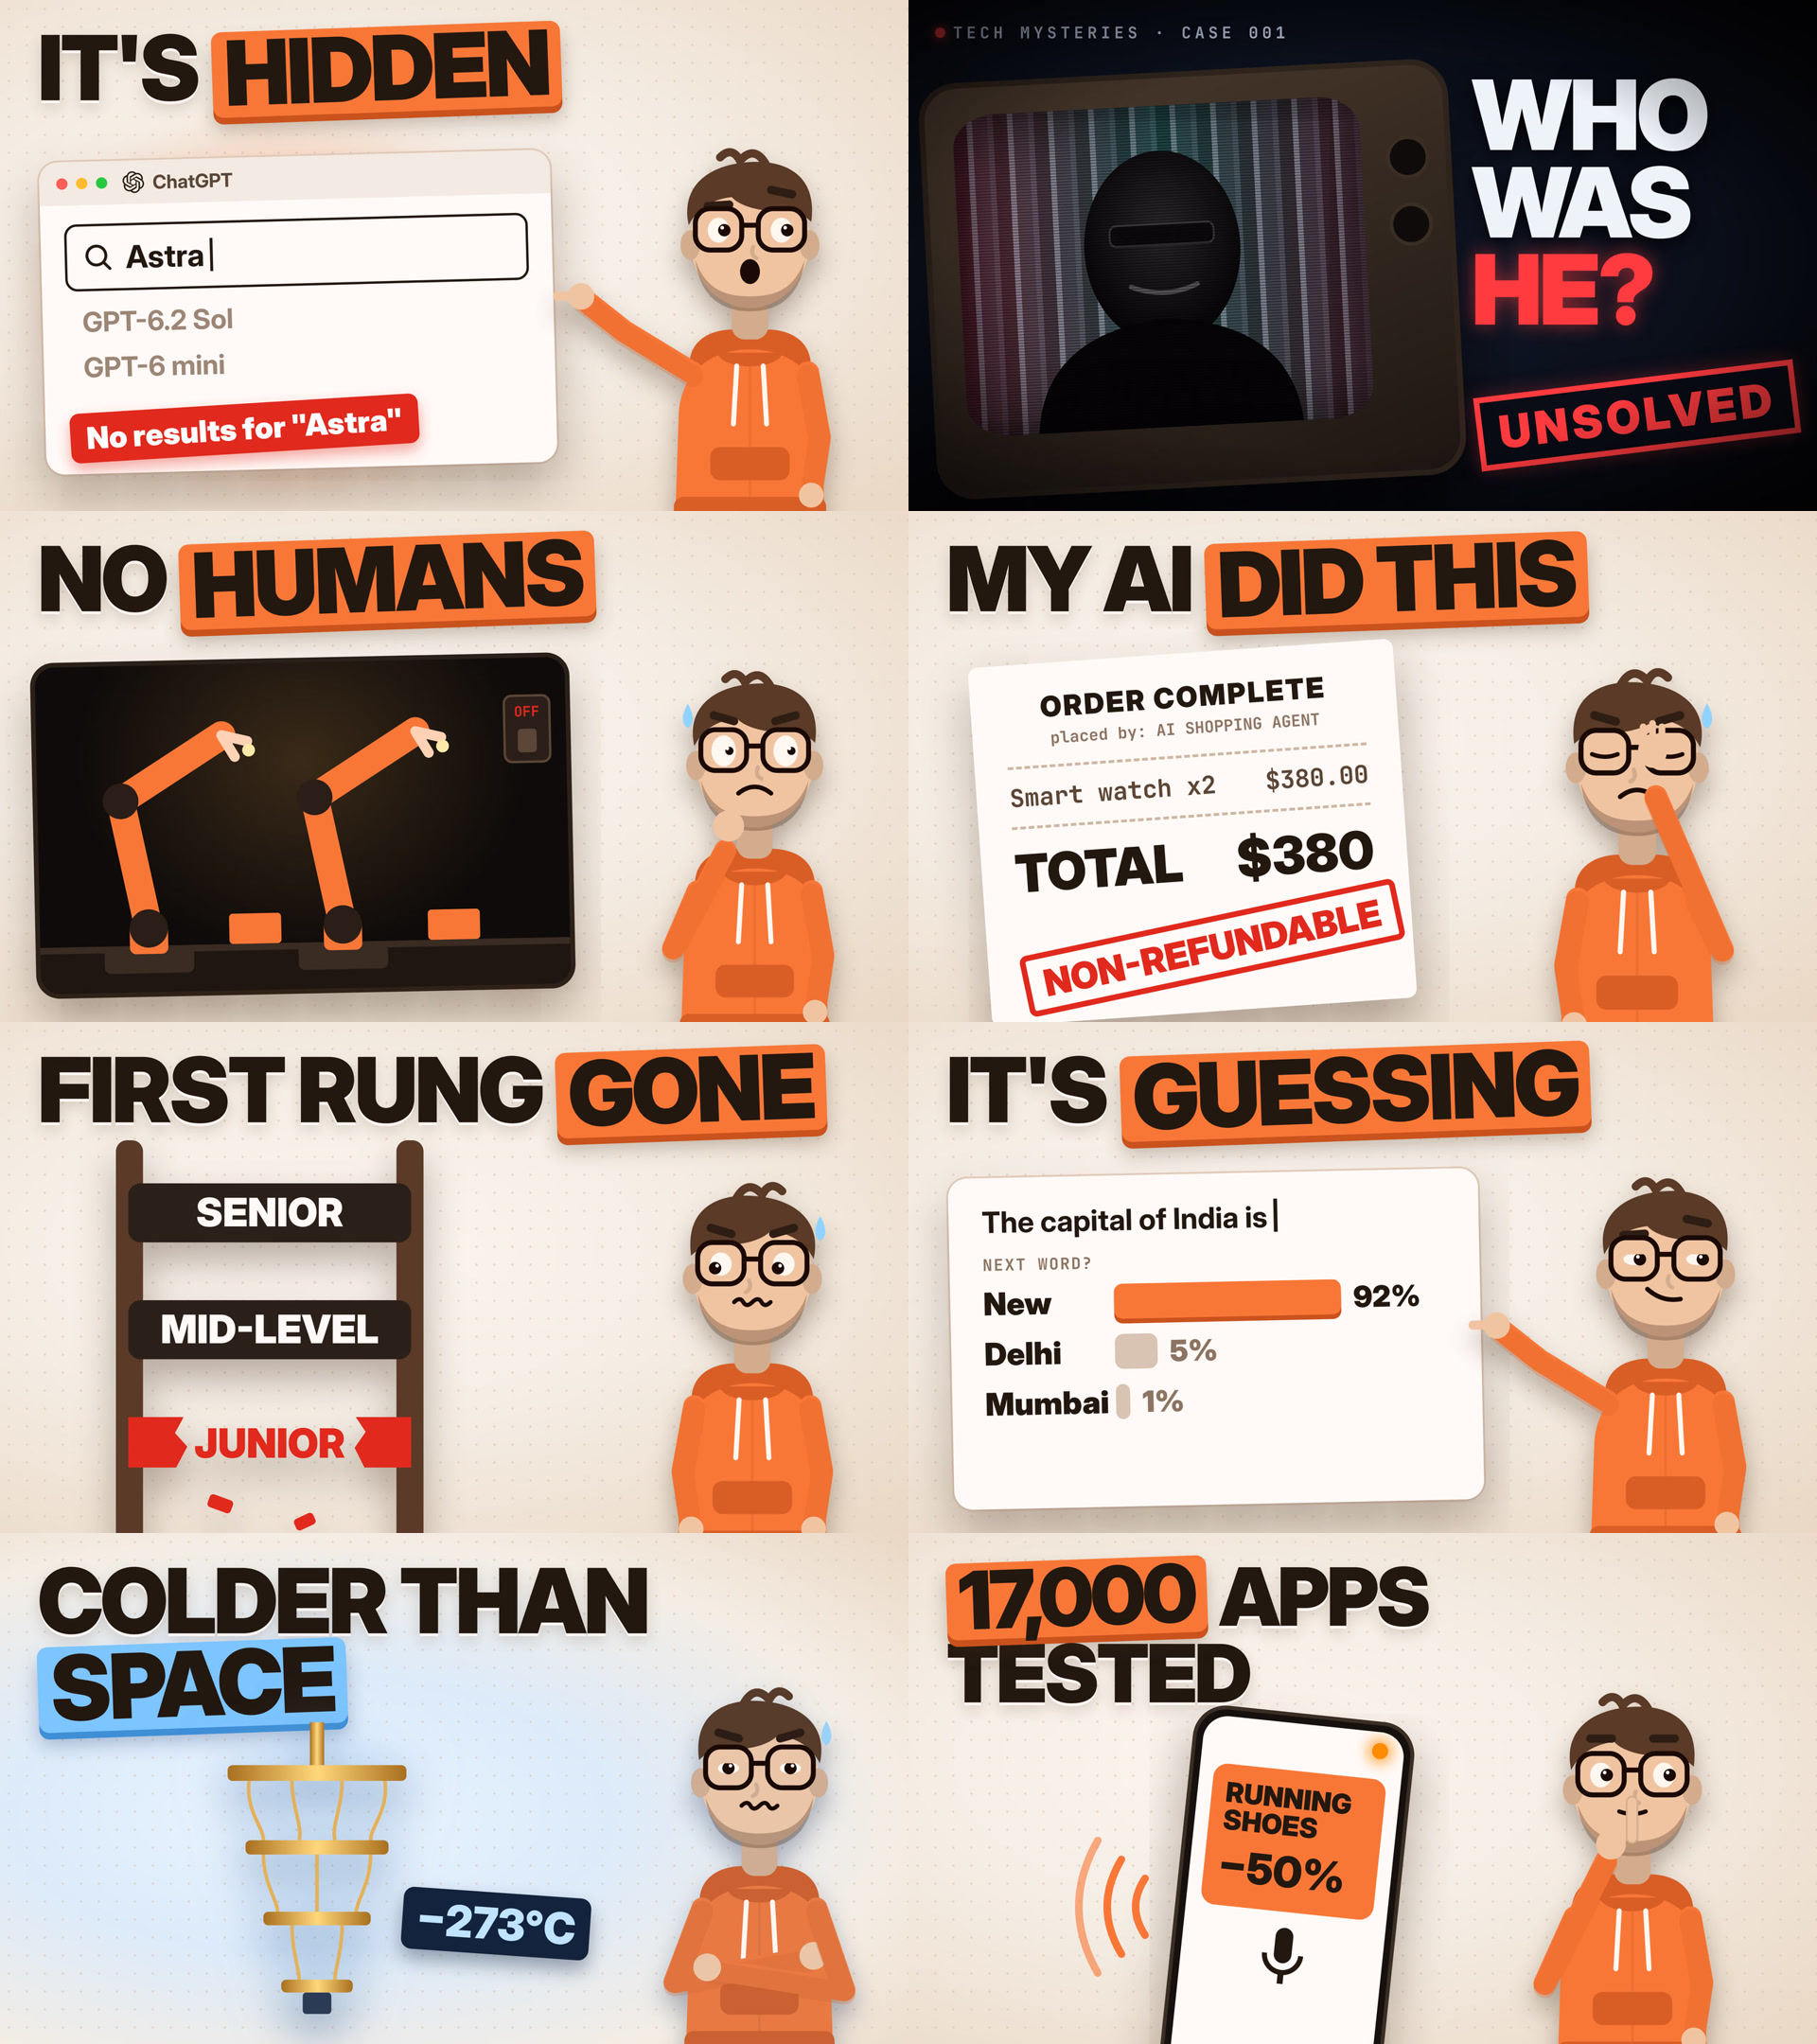 IT'S HIDDEN
ChatGPT
Astra
GPT-6.2 Sol
GPT-6 mini
No results for "Astra"
TECH MYSTERIES · CASE 001
WHO
WAS
HE?
UNSOLVED
NO HUMANS
OFF
MY AI DID THIS
ORDER COMPLETE
placed by: AI SHOPPING AGENT
Smart watch x2 $380.00
TOTAL $380
NON-REFUNDABLE
FIRST RUNG GONE
SENIOR
MID-LEVEL
JUNIOR
IT'S GUESSING
The capital of India is
NEXT WORD?
New 92%
Delhi 5%
Mumbai 1%
COLDER THAN
SPACE
−273°C
17,000 APPS
TESTED
RUNNING
SHOES
−50%